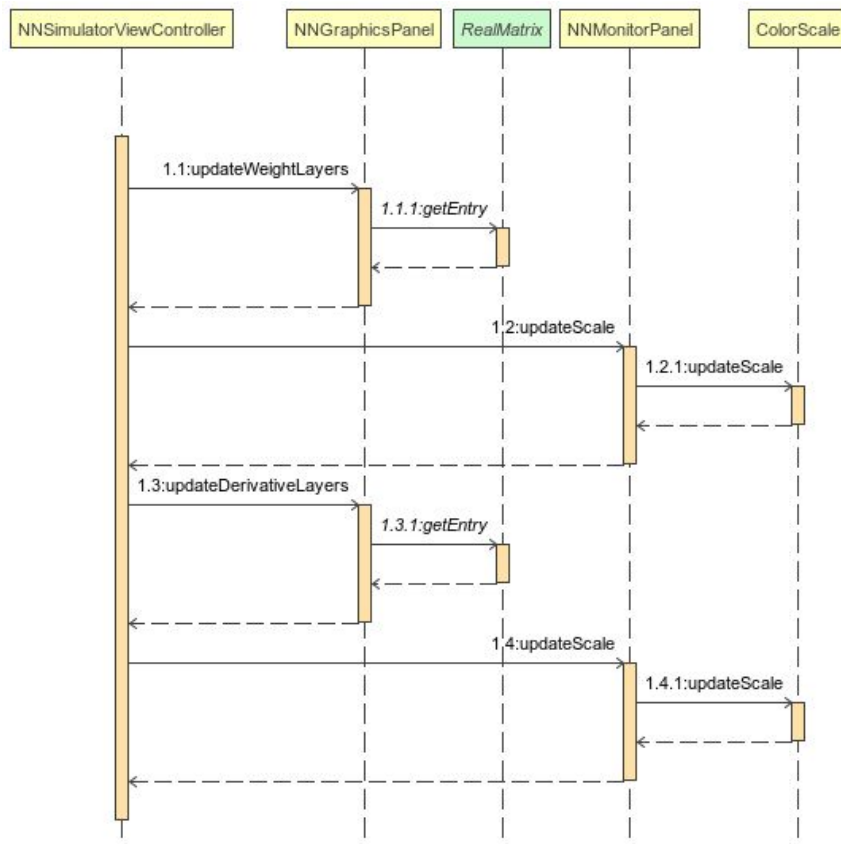 NNSimulatorViewController
NNGraphicsPanel
RealMatrix
NNMonitorPanel
ColorScale
1.1:updateWeightLayers
1.1.1:getEntry
1.2:updateScale
1.2.1:updateScale
1.3:updateDerivativeLayers
1.3.1:getEntry
1.4:updateScale
1.4.1:updateScale